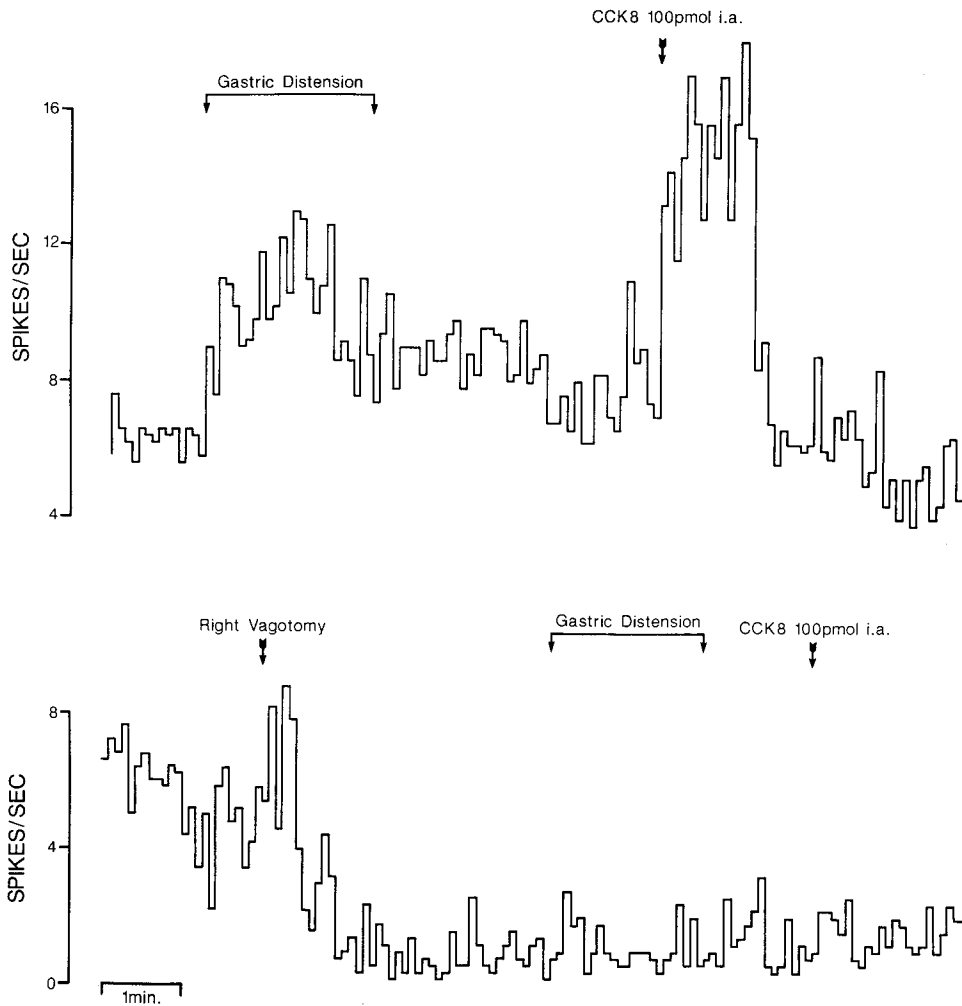 CCK8 100pmol i.a.
Gastric Distension
16
12
8
4
SPIKES/SEC
Right Vagotomy
Gastric Distension
CCK8 100pmol i.a.
8
4
0
SPIKES/SEC
1min.